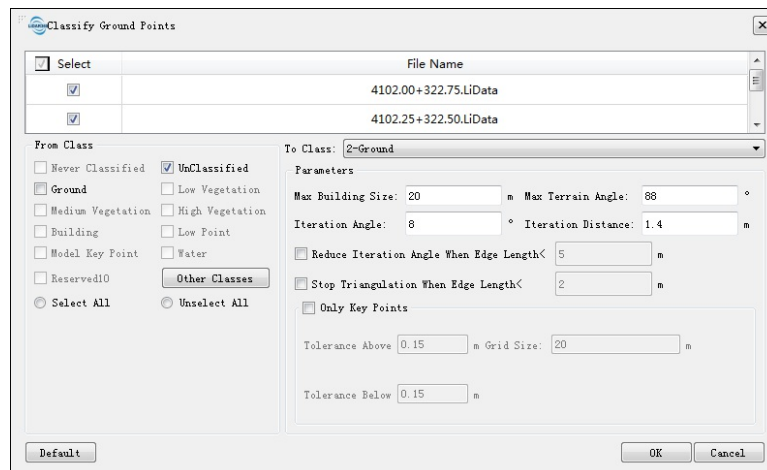 Classify Ground Points
Select File Name
4102.00+322.75.LiData
4102.25+322.50.LiData
From Class
Never Classified UnClassified
Ground Low Vegetation
Medium Vegetation High Vegetation
Building Low Point
Model Key Point Water
Reserved10 Other Classes
Select All Unselect All
To Class: 2-Ground
Parameters
Max Building Size: 20 m Max Terrain Angle: 88 °
Iteration Angle: 8 ° Iteration Distance: 1.4 m
Reduce Iteration Angle When Edge Length< 5 m
Stop Triangulation When Edge Length< 2 m
Only Key Points
Tolerance Above 0.15 m Grid Size: 20 m
Tolerance Below 0.15 m
Default OK Cancel